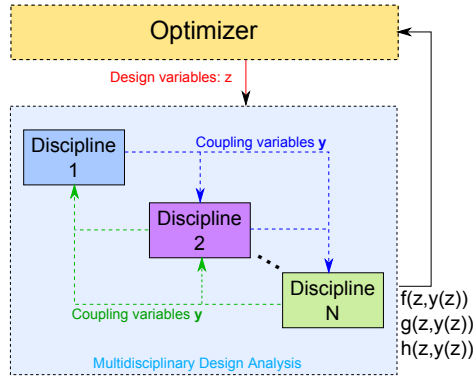 Optimizer
Design variables: z
Discipline
1
Coupling variables y
Discipline
2
Discipline
N
Coupling variables y
f(z,y(z))
g(z,y(z))
h(z,y(z))
Multidisciplinary Design Analysis